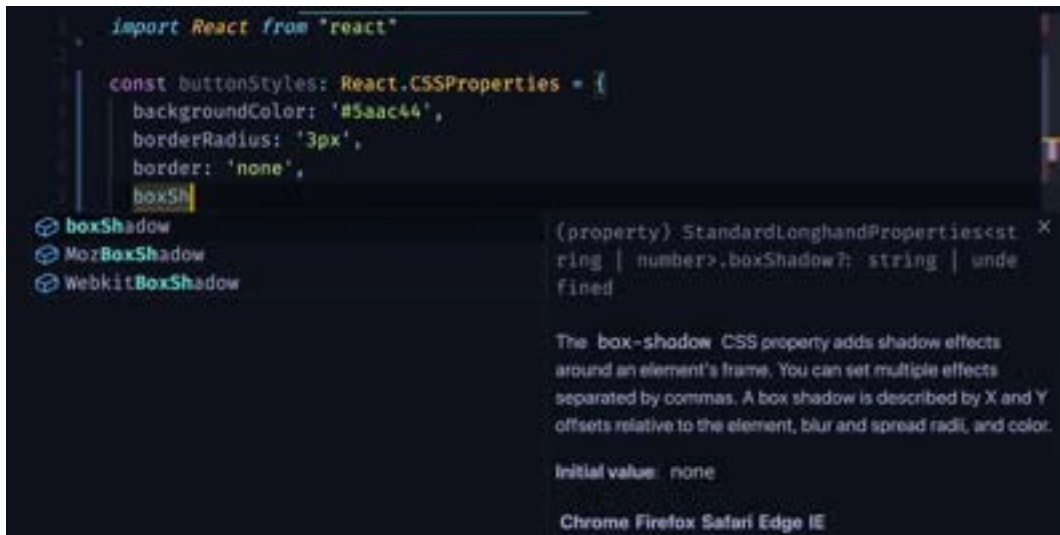 import React from "react"
const buttonStyles: React.CSSProperties = {
backgroundColor: '#5aac44',
borderRadius: '3px',
border: 'none',
boxSh
boxShadow
MozBoxShadow
WebkitBoxShadow
(property) StandardLonghandProperties<st
ring | number>.boxShadow?: string | unde
fined
The box-shadow CSS property adds shadow effects
around an element's frame. You can set multiple effects
separated by commas. A box shadow is described by X and Y
offsets relative to the element, blur and spread radii, and color.
Initial value: none
Chrome Firefox Safari Edge IE